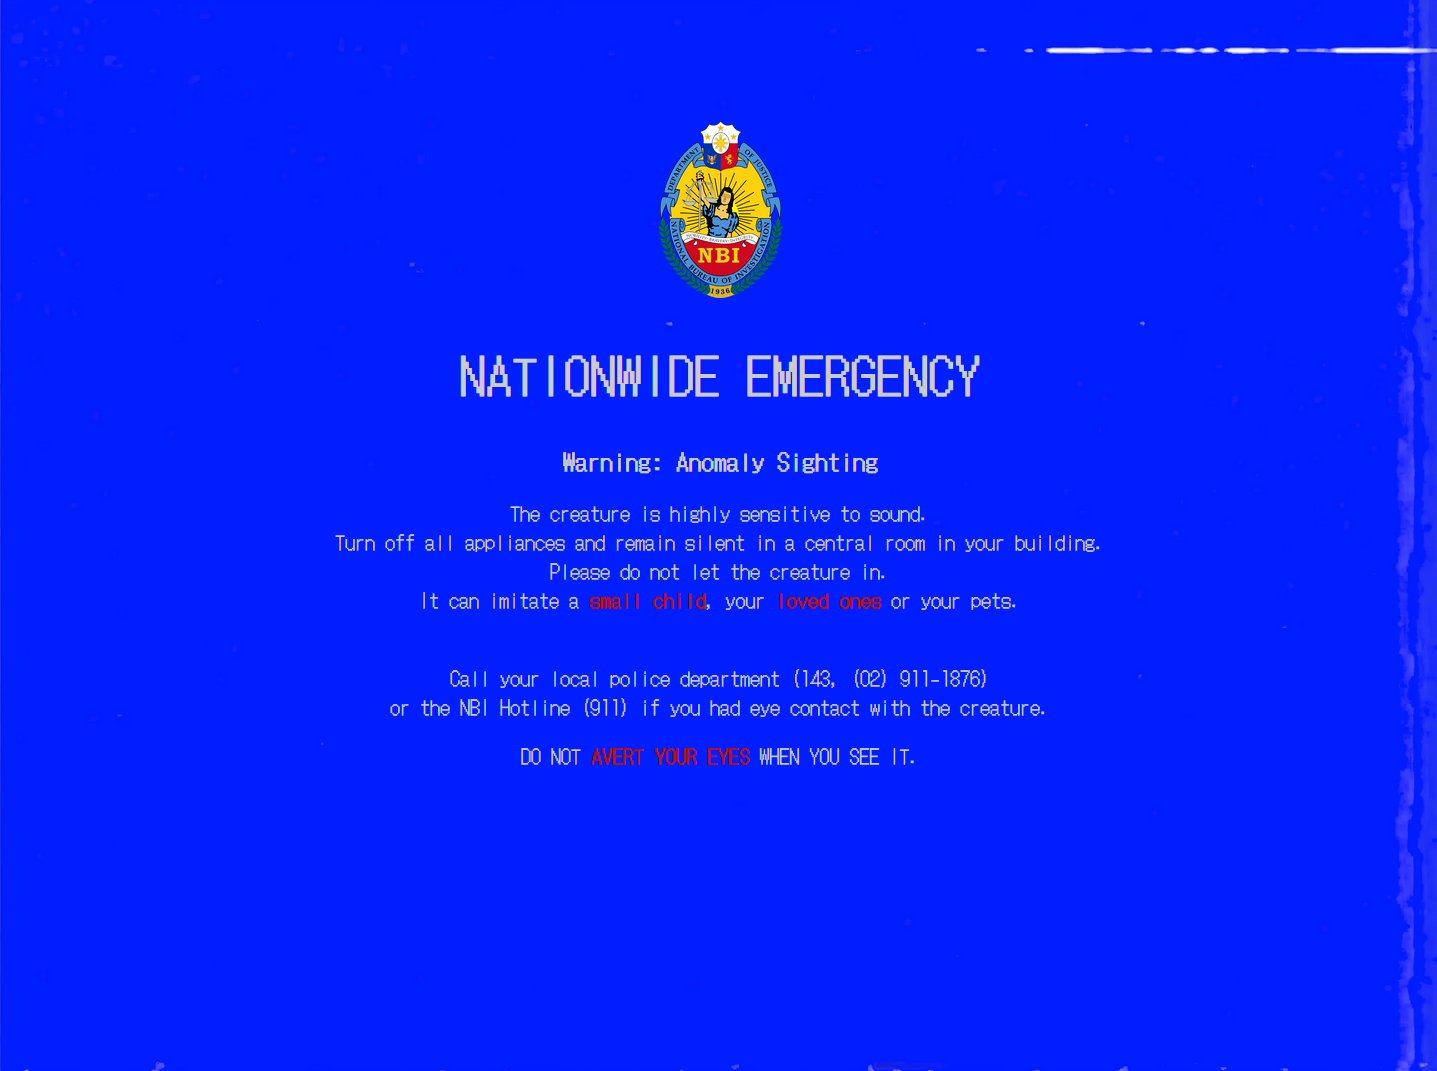 DEPARTMENT OF JUSTICE
NOBILITY • BRAVERY • INTEGRITY
NBI
NATIONAL BUREAU OF INVESTIGATION
1936
NATIONWIDE EMERGENCY
Warning: Anomaly Sighting
The creature is highly sensitive to sound.
Turn off all appliances and remain silent in a central room in your building.
Please do not let the creature in.
It can imitate a small child, your loved ones or your pets.
Call your local police department (143, (02) 911-1876)
or the NBI Hotline (911) if you had eye contact with the creature.
DO NOT AVERT YOUR EYES WHEN YOU SEE IT.